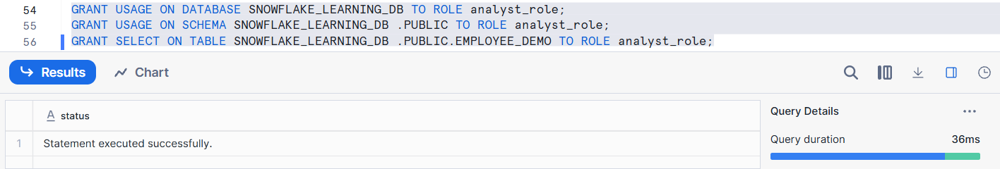 54 GRANT USAGE ON DATABASE SNOWFLAKE_LEARNING_DB TO ROLE analyst_role;
55 GRANT USAGE ON SCHEMA SNOWFLAKE_LEARNING_DB .PUBLIC TO ROLE analyst_role;
56 GRANT SELECT ON TABLE SNOWFLAKE_LEARNING_DB .PUBLIC.EMPLOYEE_DEMO TO ROLE analyst_role;
Results Chart
A status
1 Statement executed successfully.
Query Details
Query duration 36ms